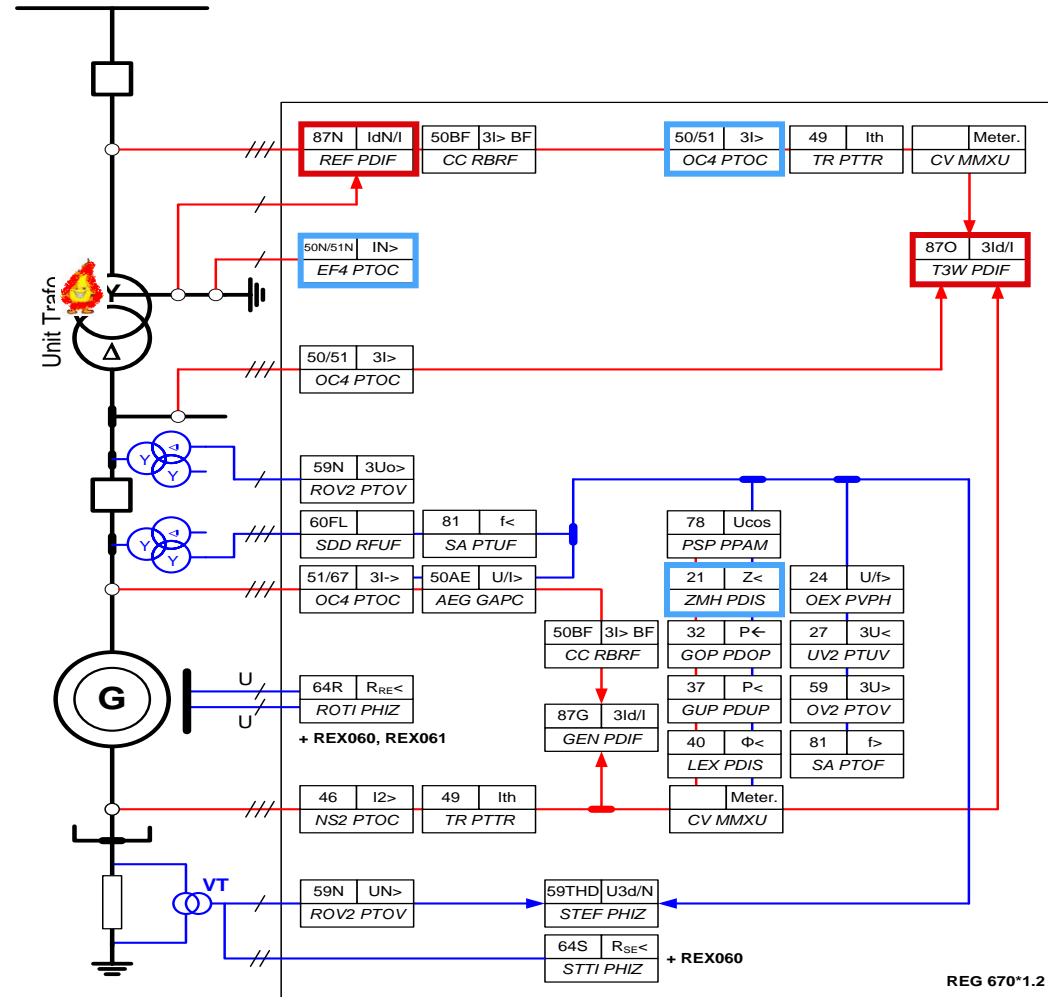 87N IdN/I
REF PDIF
50BF 3I> BF
CC RBRF
50/51 3I>
OC4 PTOC
49 Ith
TR PTTR
Meter.
CV MMXU
50N/51N IN>
EF4 PTOC
87O 3Id/I
T3W PDIF
Unit Trafo
Y
Δ
50/51 3I>
OC4 PTOC
Y
Δ
Y
59N 3Uo>
ROV2 PTOV
Y
Δ
Y
60FL
SDD RFUF
81 f<
SA PTUF
78 Ucos
PSP PPAM
51/67 3I->
OC4 PTOC
50AE U/I>
AEG GAPC
21 Z<
ZMH PDIS
24 U/f>
OEX PVPH
50BF 3I> BF
CC RBRF
32 P←
GOP PDOP
27 3U<
UV2 PTUV
G
U
U
64R RRE<
ROTI PHIZ
+ REX060, REX061
87G 3Id/I
GEN PDIF
37 P<
GUP PDUP
59 3U>
OV2 PTOV
40 Φ<
LEX PDIS
81 f>
SA PTOF
46 I2>
NS2 PTOC
49 Ith
TR PTTR
Meter.
CV MMXU
VT
59N UN>
ROV2 PTOV
59THD U3d/N
STEF PHIZ
64S RSE<
STTI PHIZ
+ REX060
REG 670*1.2